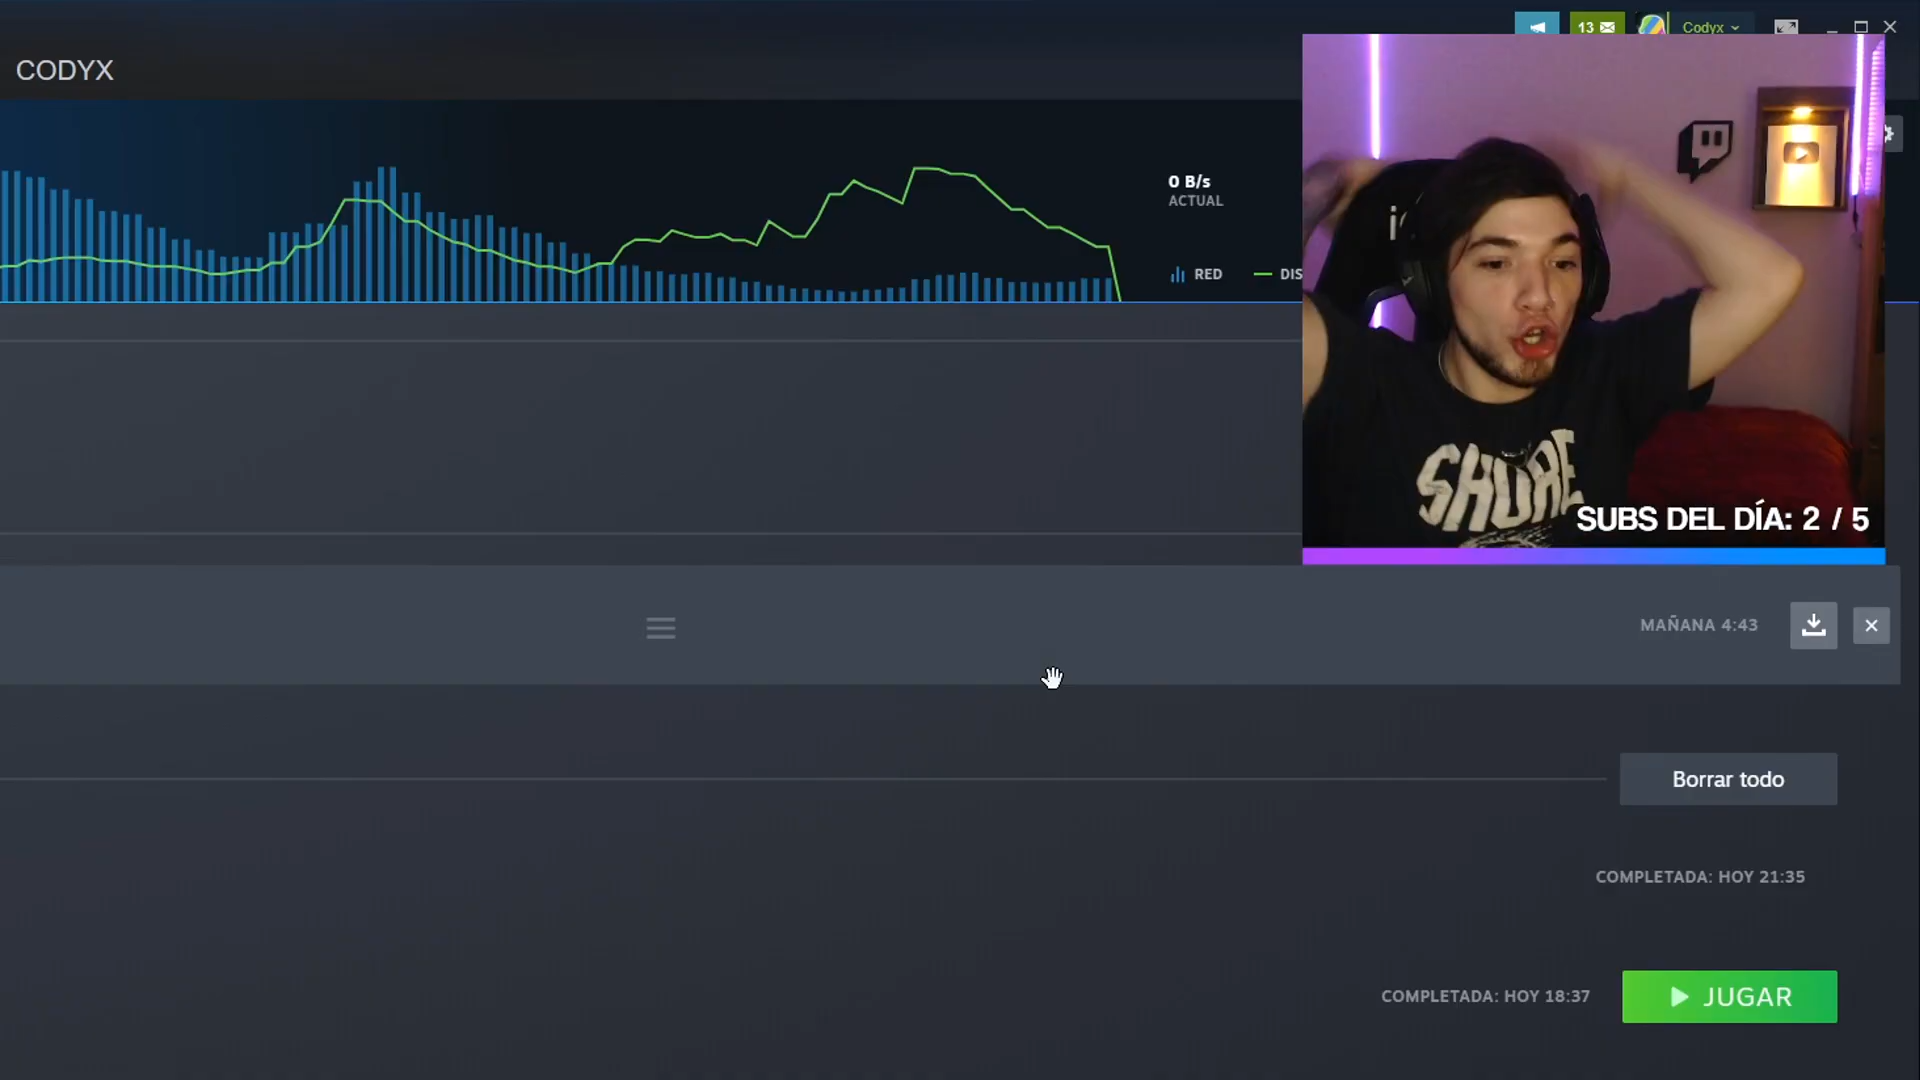 13
Codyx
CODYX
0 B/s
ACTUAL
RED
DIS
SHURE
SUBS DEL DÍA: 2 / 5
MAÑANA 4:43
Borrar todo
COMPLETADA: HOY 21:35
COMPLETADA: HOY 18:37
JUGAR